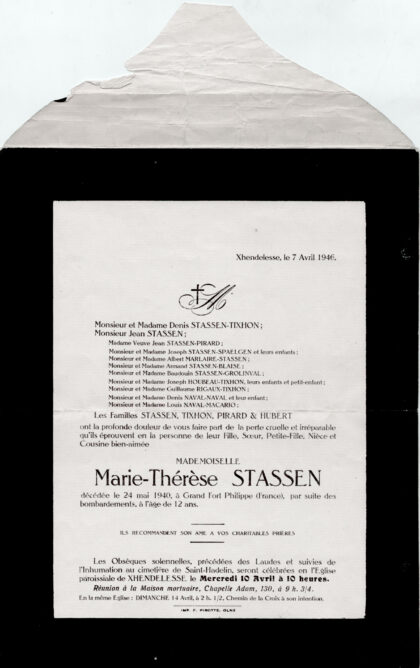 Xhendelesse, le 7 Avril 1946.
Monsieur et Madame Denis STASSEN-TIXHON;
Monsieur Jean STASSEN;
Madame Veuve Jean STASSEN-PIRARD;
Monsieur et Madame Joseph STASSEN-SPAELGEN et leurs enfants;
Monsieur et Madame Albert MARLAIRE-STASSEN;
Monsieur et Madame Armand STASSEN-BLAISE;
Monsieur et Madame Baudouin STASSEN-GROLINVAL;
Monsieur et Madame Joseph HOUBEAU-TIXHON, leurs enfants et petit-enfant;
Monsieur et Madame Guillaume RIGAUX-TIXHON;
Monsieur et Madame Denis NAVAL-NAVAL et leur enfant;
Monsieur et Madame Louis NAVAL-MACARIO;
Les Familles STASSEN, TIXHON, PIRARD & HUBERT
ont la profonde douleur de vous faire part de la perte cruelle et irréparable
qu'ils éprouvent en la personne de leur Fille, Sœur, Petite-Fille, Nièce et
Cousine bien-aimée
MADEMOISELLE
Marie-Thérèse STASSEN
décédée le 24 mai 1940, à Grand Fort Philippe (France), par suite des
bombardements, à l'âge de 12 ans.
ILS RECOMMANDENT SON AME A VOS CHARITABLES PRIÈRES
Les Obsèques solennelles, précédées des Laudes et suivies de
l'Inhumation au cimetière de Saint-Hadelin, seront célébrées en l'Eglise
paroissiale de XHENDELESSE, le Mercredi 10 Avril à 10 heures.
Réunion à la Maison mortuaire, Chapelle Adam, 130, à 9 h. 3/4.
En la même Eglise : DIMANCHE 14 Avril, à 2 h. 1/2, Chemin de la Croix à son intention.
IMP. F. PIROTTE, OLNE